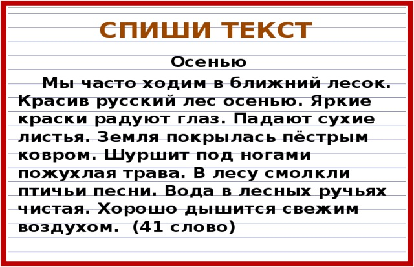 СПИШИ ТЕКСТ
Осенью
Мы часто ходим в ближний лесок.
Красив русский лес осенью. Яркие
краски радуют глаз. Падают сухие
листья. Земля покрылась пёстрым
ковром. Шуршит под ногами
пожухлая трава. В лесу смолкли
птичьи песни. Вода в лесных ручьях
чистая. Хорошо дышится свежим
воздухом. (41 слово)